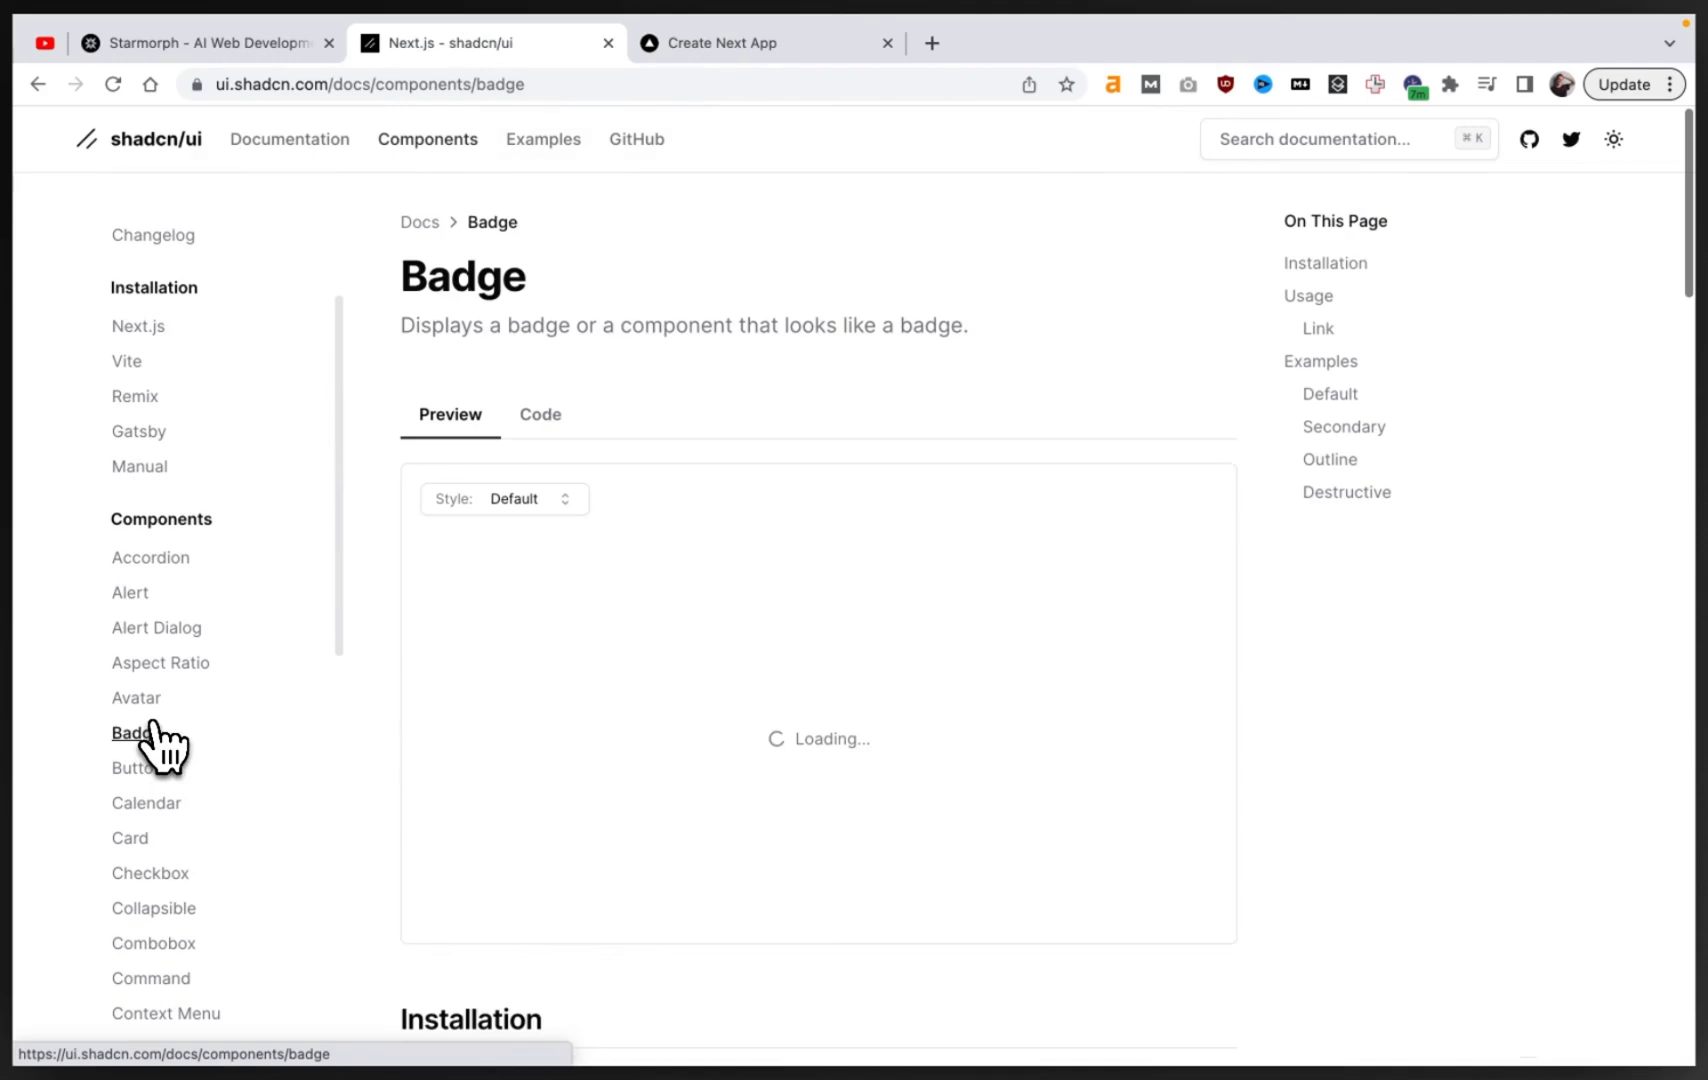 Starmorph - AI Web Developm
Next.js - shadcn/ui
Create Next App
ui.shadcn.com/docs/components/badge
7m
Update
shadcn/ui
Documentation
Components
Examples
GitHub
Search documentation...
⌘ K
Changelog
Installation
Next.js
Vite
Remix
Gatsby
Manual
Components
Accordion
Alert
Alert Dialog
Aspect Ratio
Avatar
Badg
Butto
Calendar
Card
Checkbox
Collapsible
Combobox
Command
Context Menu
Docs > Badge
Badge
Displays a badge or a component that looks like a badge.
Preview
Code
Style: Default
Loading...
Installation
On This Page
Installation
Usage
Link
Examples
Default
Secondary
Outline
Destructive
https://ui.shadcn.com/docs/components/badge